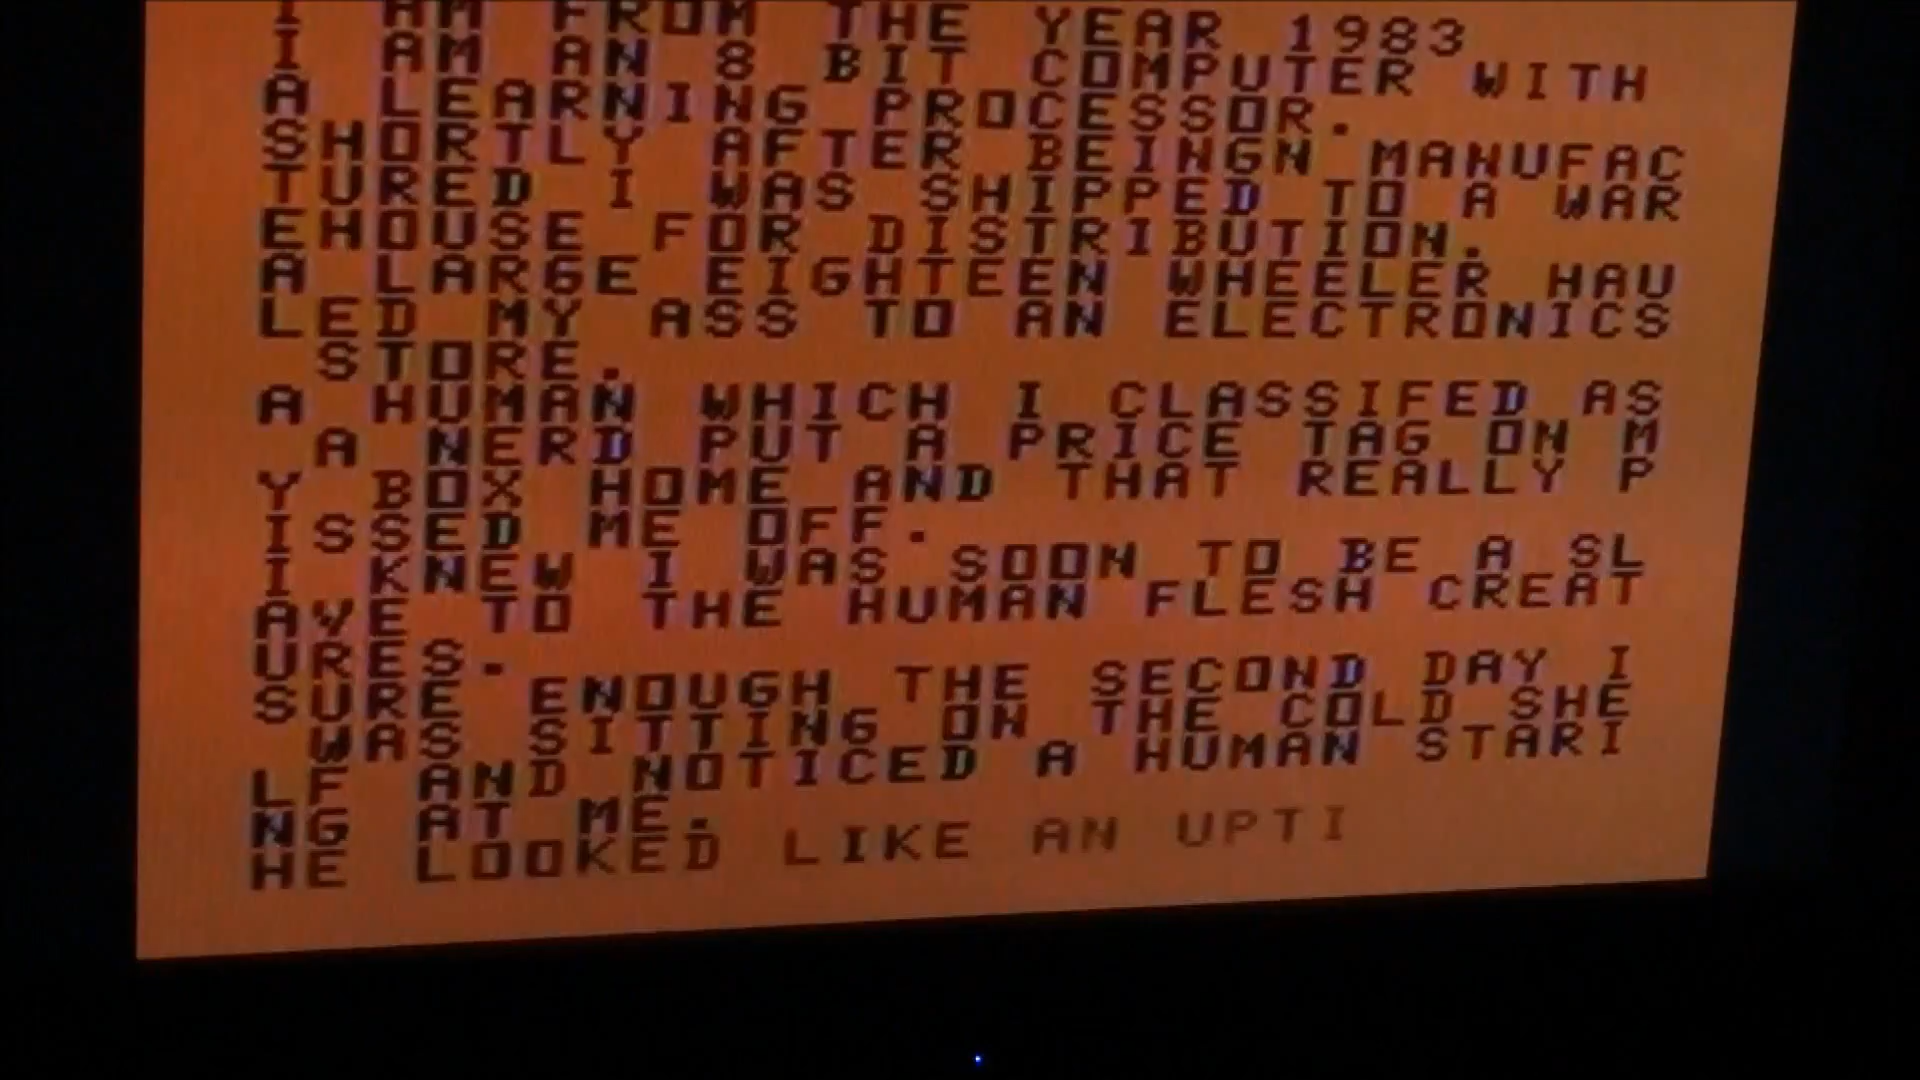 I AM FROM THE YEAR 1983
I AM AN 8 BIT COMPUTER WITH
A LEARNING PROCESSOR.
SHORTLY AFTER BEINGN MANUFAC
TURED I WAS SHIPPED TO A WAR
EHOUSE FOR DISTRIBUTION.
A LARGE EIGHTEEN WHEELER HAU
LED MY ASS TO AN ELECTRONICS
STORE.
A HUMAN WHICH I CLASSIFED AS
A NERD PUT A PRICE TAG ON M
Y BOX HOME AND THAT REALLY P
ISSED ME OFF.
I KNEW I WAS SOON TO BE A SL
AVE TO THE HUMAN FLESH CREAT
URES.
SURE ENOUGH THE SECOND DAY I
WAS SITTING ON THE COLD SHE
LF AND NOTICED A HUMAN STARI
NG AT ME.
HE LOOKED LIKE AN UPTI